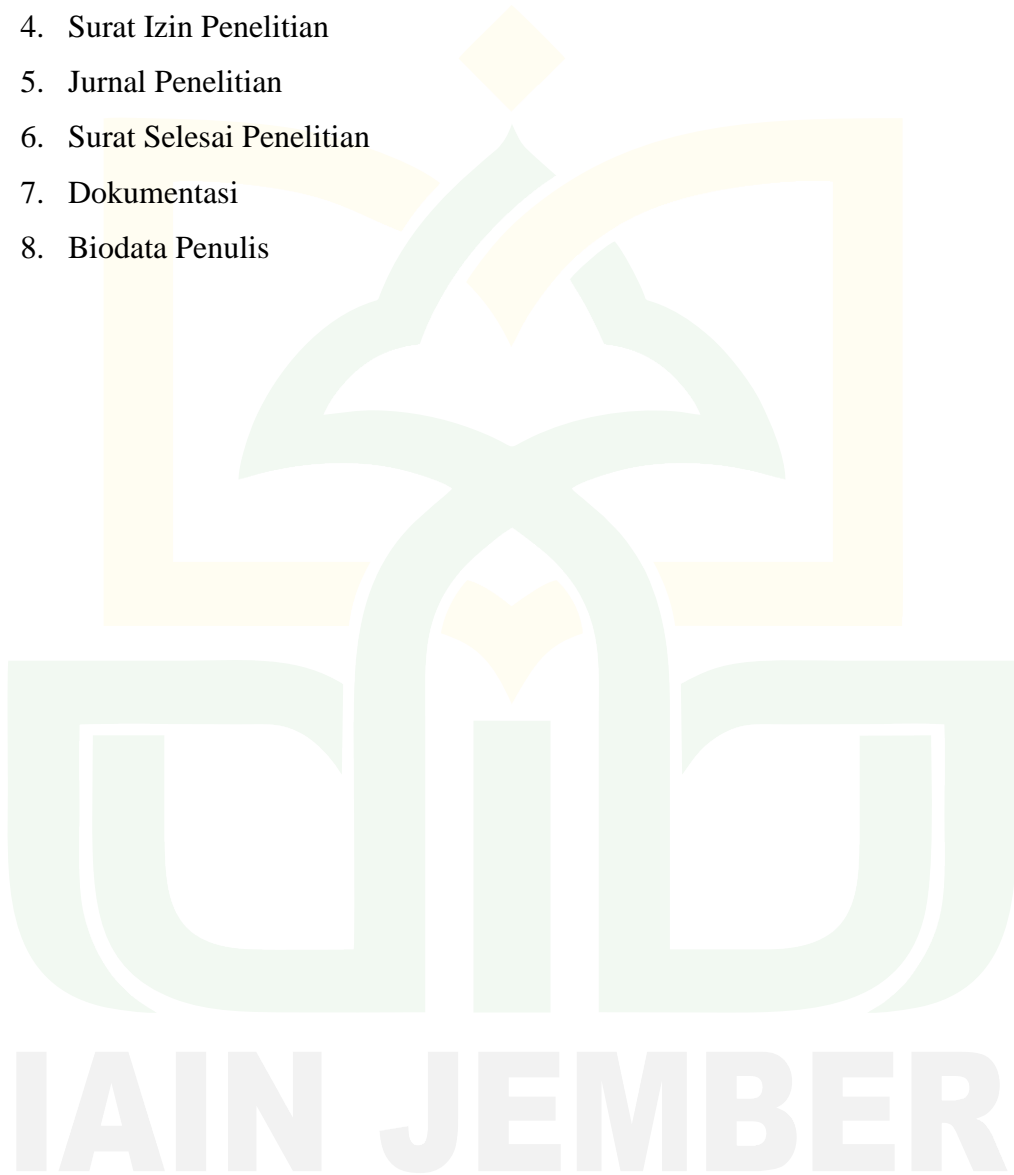 4. Surat Izin Penelitian
5. Jurnal Penelitian
6. Surat Selesai Penelitian
7. Dokumentasi
8. Biodata Penulis
IAIN JEMBER